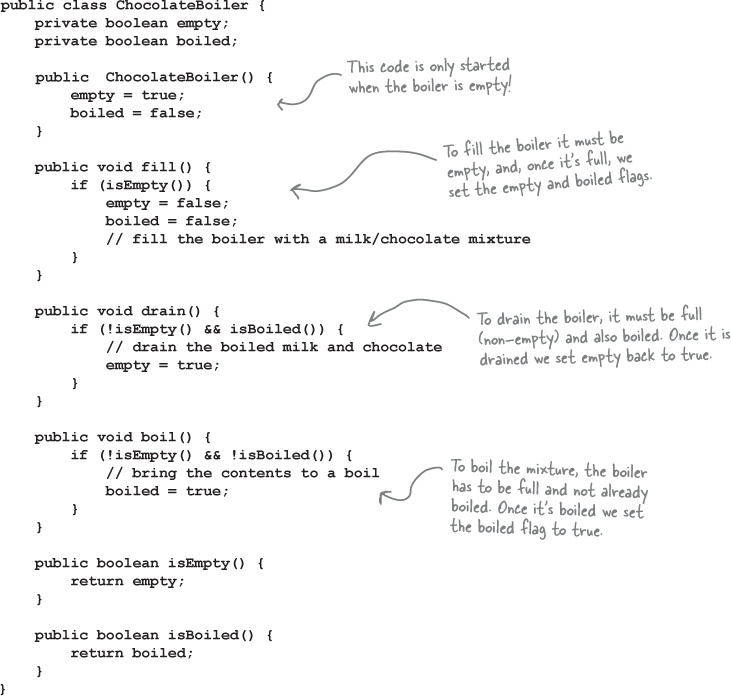 public class ChocolateBoiler {
    private boolean empty;
    private boolean boiled;

    public  ChocolateBoiler() {
        empty = true;
        boiled = false;
    }
This code is only started
when the boiler is empty!

    public void fill() {
        if (isEmpty()) {
            empty = false;
            boiled = false;
            // fill the boiler with a milk/chocolate mixture
        }
    }
To fill the boiler it must be
empty, and, once it's full, we
set the empty and boiled flags.

    public void drain() {
        if (!isEmpty() && isBoiled()) {
            // drain the boiled milk and chocolate
            empty = true;
        }
    }
To drain the boiler, it must be full
(non-empty) and also boiled. Once it is
drained we set empty back to true.

    public void boil() {
        if (!isEmpty() && !isBoiled()) {
            // bring the contents to a boil
            boiled = true;
        }
    }
To boil the mixture, the boiler
has to be full and not already
boiled. Once it's boiled we set
the boiled flag to true.

    public boolean isEmpty() {
        return empty;
    }

    public boolean isBoiled() {
        return boiled;
    }
}